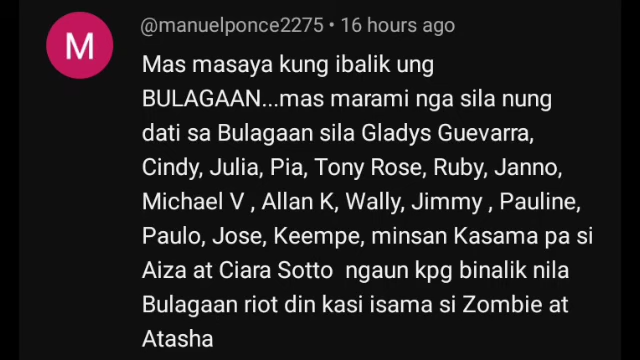 M
@manuelponce2275 • 16 hours ago
Mas masaya kung ibalik ung
BULAGAAN...mas marami nga sila nung
dati sa Bulagaan sila Gladys Guevarra,
Cindy, Julia, Pia, Tony Rose, Ruby, Janno,
Michael V , Allan K, Wally, Jimmy , Pauline,
Paulo, Jose, Keempe, minsan Kasama pa si
Aiza at Ciara Sotto  ngaun kpg binalik nila
Bulagaan riot din kasi isama si Zombie at
Atasha